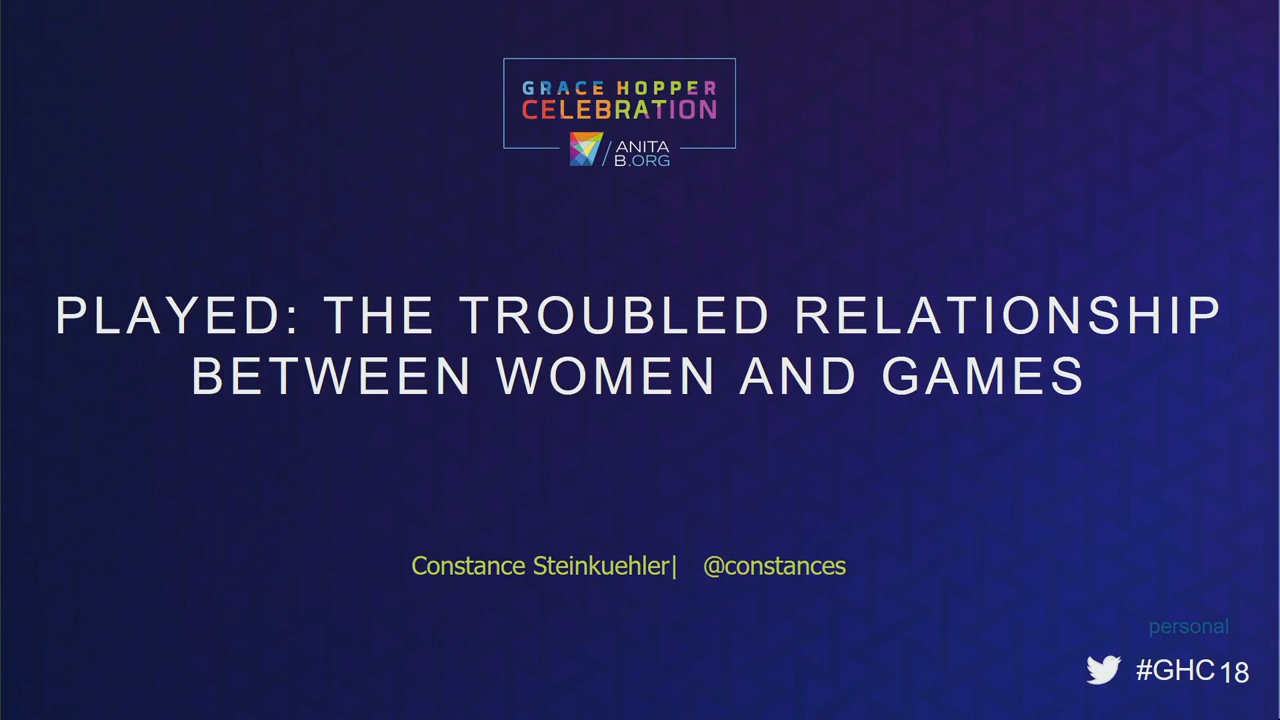 GRACE HOPPER
CELEBRATION
ANITA
B.ORG
PLAYED: THE TROUBLED RELATIONSHIP
BETWEEN WOMEN AND GAMES
Constance Steinkuehler| @constances
personal
#GHC18